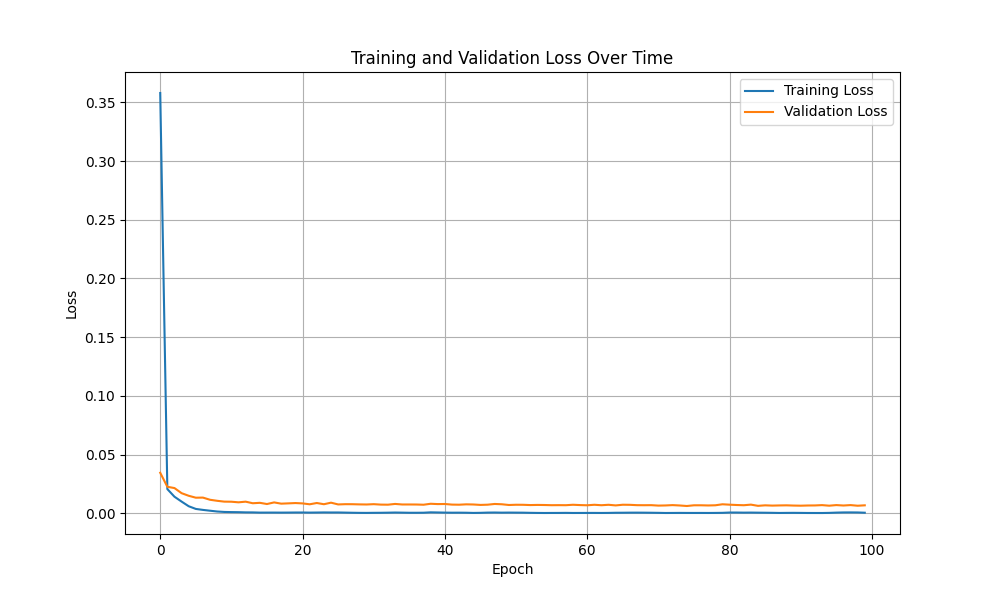 Training and Validation Loss Over Time
Training Loss
Validation Loss
0.35
0.30
0.25
0.20
0.15
0.10
0.05
0.00
Loss
0 20 40 60 80 100
Epoch